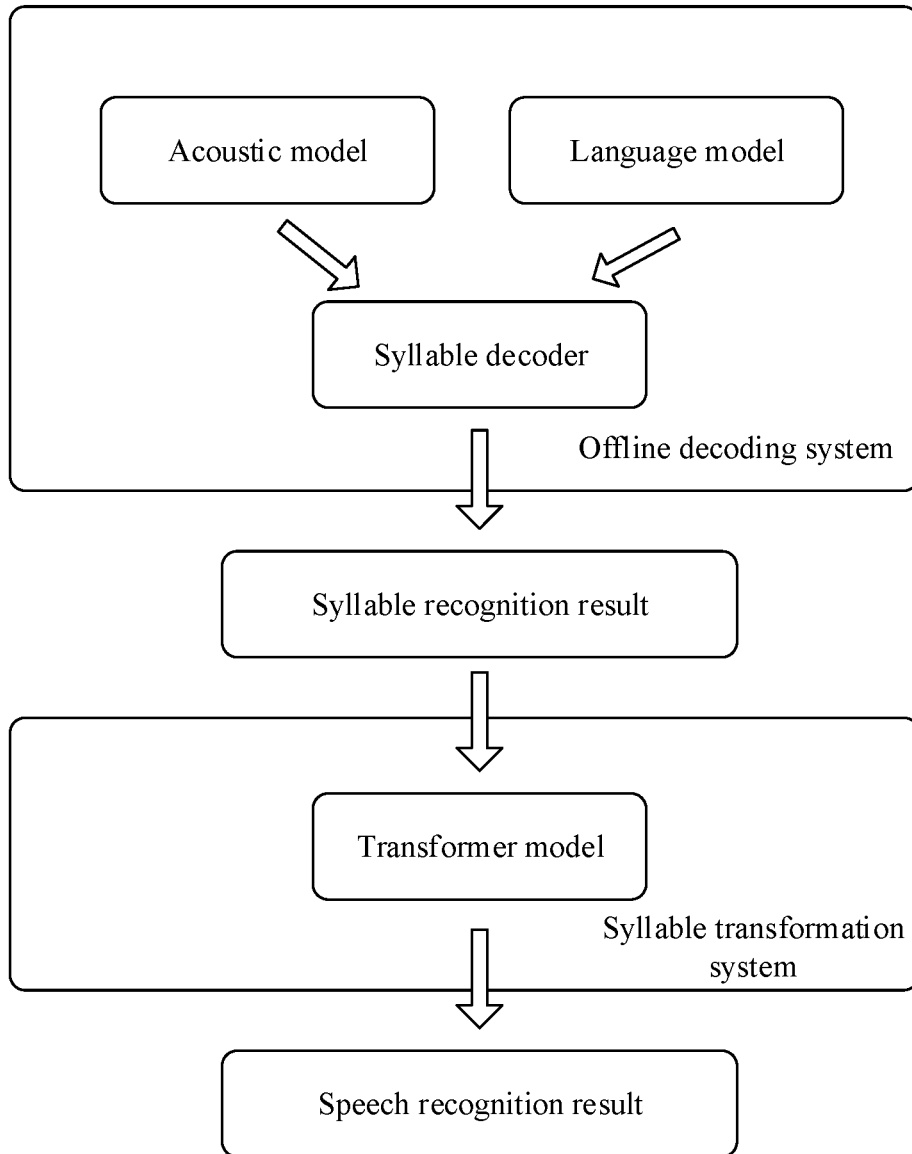 Acoustic model
Language model
Syllable decoder
Offline decoding system
Syllable recognition result
Transformer model
Syllable transformation
system
Speech recognition result